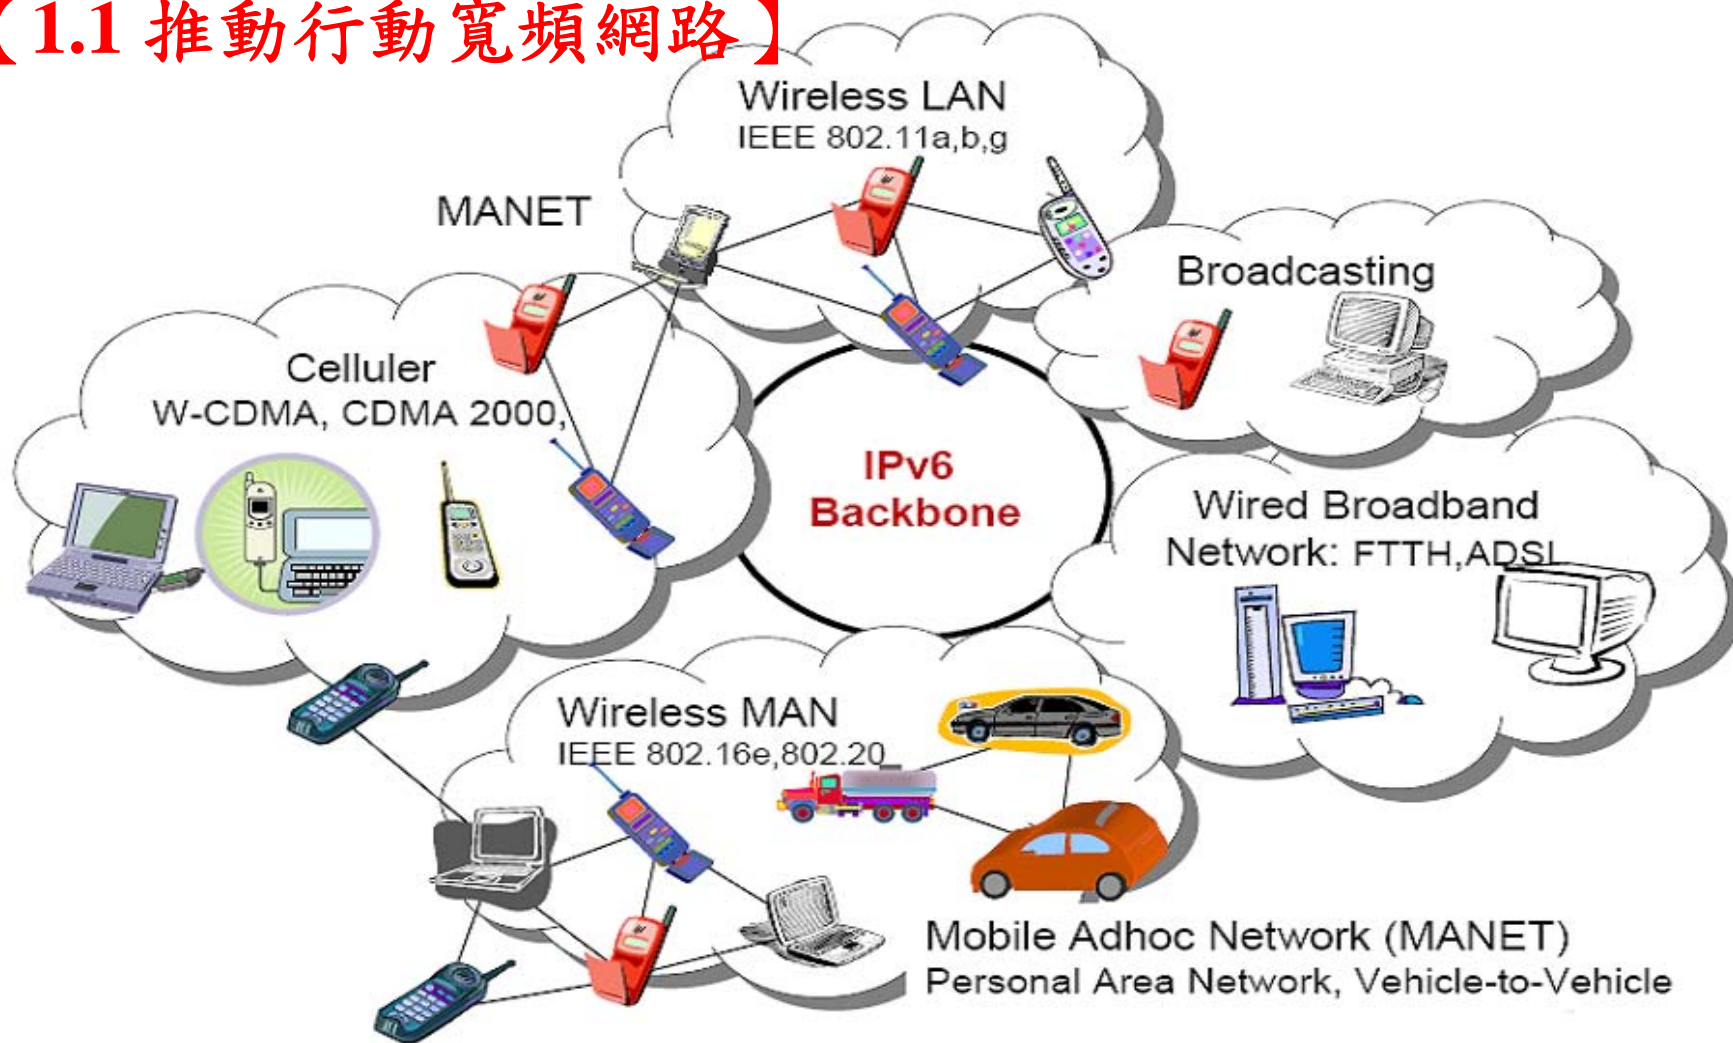 【1.1 推動行動寬頻網路】
Wireless LAN
IEEE 802.11a,b,g
MANET
Broadcasting
Celluler
W-CDMA, CDMA 2000,
IPv6
Backbone
Wired Broadband
Network: FTTH,ADSL
Wireless MAN
IEEE 802.16e,802.20
Mobile Adhoc Network (MANET)
Personal Area Network, Vehicle-to-Vehicle